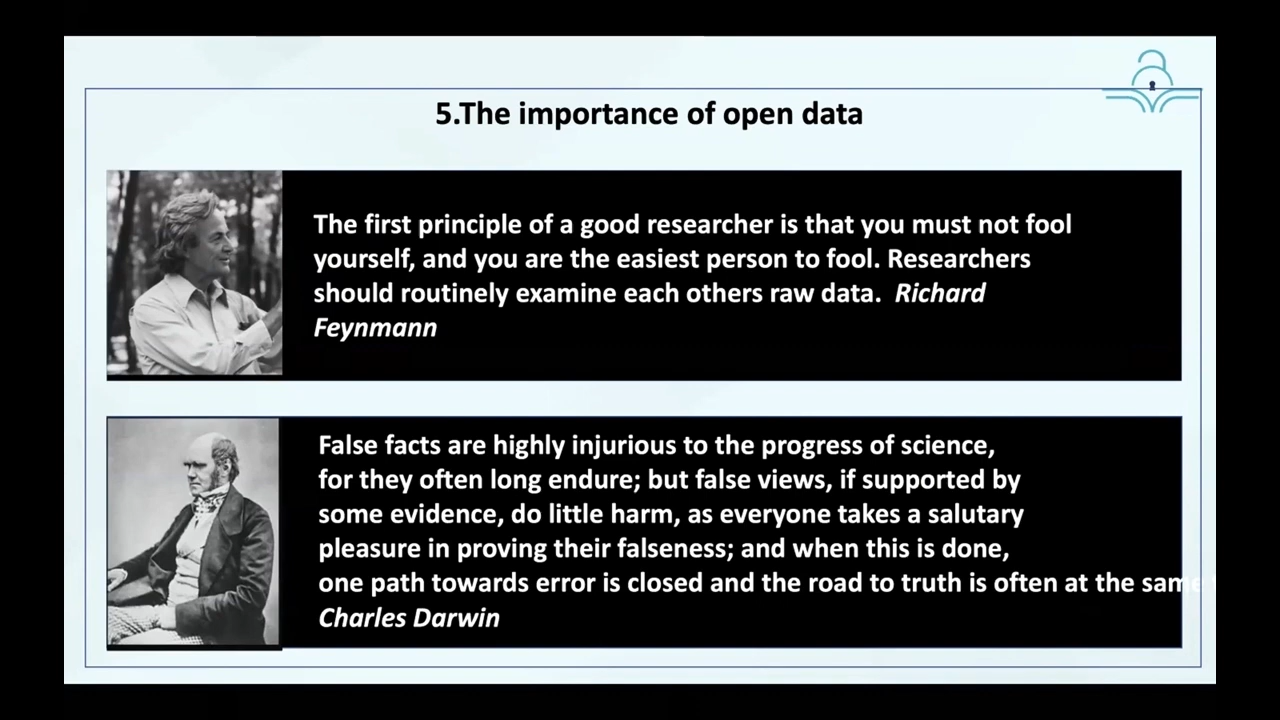 5.The importance of open data
The first principle of a good researcher is that you must not fool
yourself, and you are the easiest person to fool. Researchers
should routinely examine each others raw data. Richard
Feynmann
False facts are highly injurious to the progress of science,
for they often long endure; but false views, if supported by
some evidence, do little harm, as everyone takes a salutary
pleasure in proving their falseness; and when this is done,
one path towards error is closed and the road to truth is often at the same
Charles Darwin